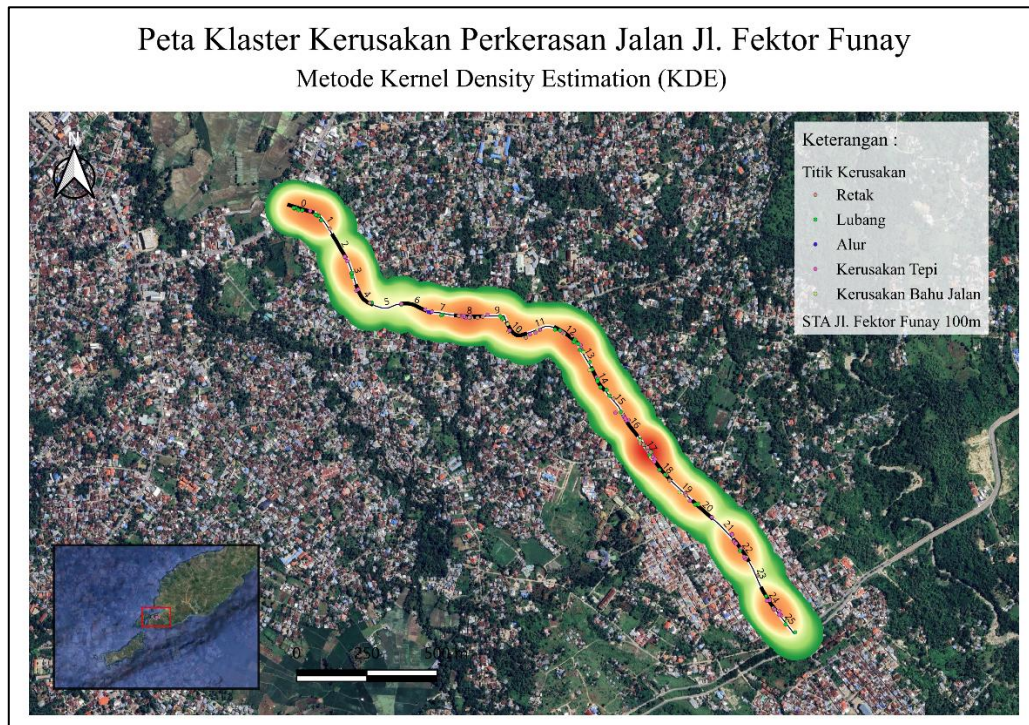 Peta Klaster Kerusakan Perkerasan Jalan Jl. Fektor Funay
Metode Kernel Density Estimation (KDE)
N
Keterangan :
Titik Kerusakan
Retak
Lubang
Alur
Kerusakan Tepi
Kerusakan Bahu Jalan
STA Jl. Fektor Funay 100m
0
1
2
3
4
5
6
7
8
9
10
11
12
13
14
15
16
17
18
19
20
21
22
23
24
25
0 250 500 m